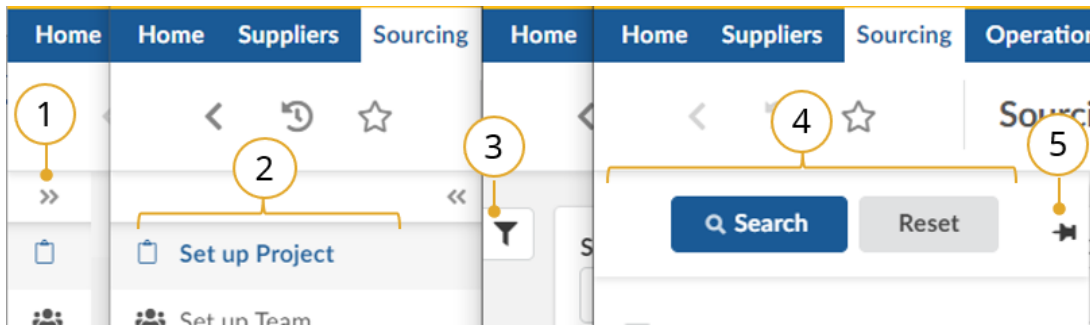 Home Home Suppliers Sourcing Home Home Suppliers Sourcing Operation
1 2 3 4 5
Sourci
Search Reset
Set up Project
S
Set up Team